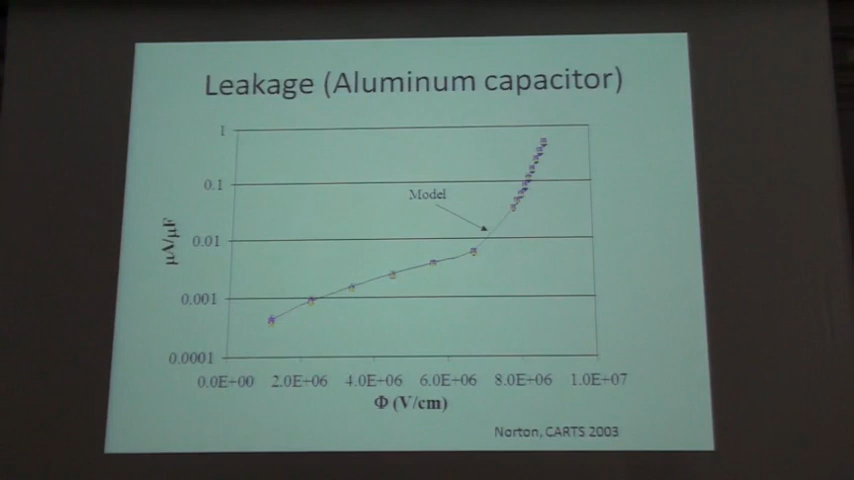 Leakage (Aluminum capacitor)
1
0.1
Model
0.01
μA/μF
0.001
0.0001
0.0E+00 2.0E+06 4.0E+06 6.0E+06 8.0E+06 1.0E+07
Φ (V/cm)
Norton, CARTS 2003